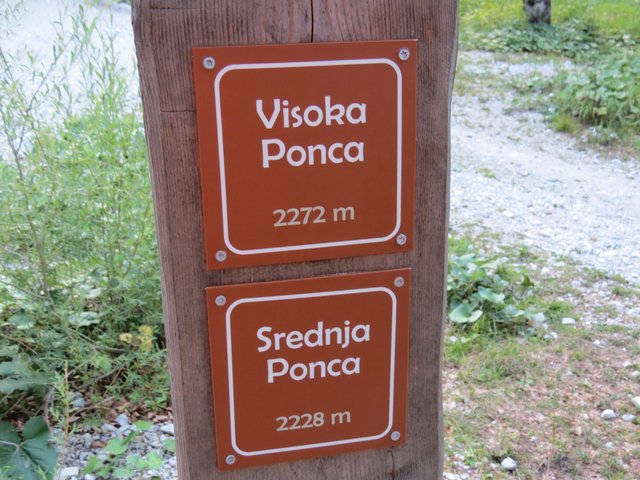 Visoka
Ponca
2272 m
Srednja
Ponca
2228 m